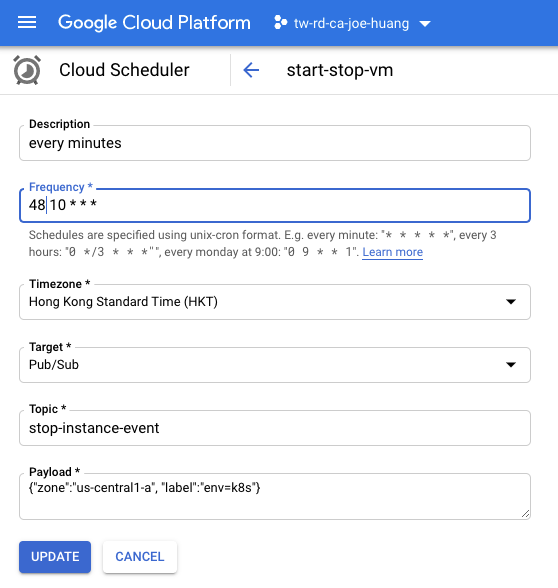 Google Cloud Platform
tw-rd-ca-joe-huang
Cloud Scheduler
start-stop-vm
Description
every minutes
Frequency *
48 10 * * *
Schedules are specified using unix-cron format. E.g. every minute: "* * * * *", every 3
hours: "0 */3 * * *"", every monday at 9:00: "0 9 * * 1". Learn more
Timezone *
Hong Kong Standard Time (HKT)
Target *
Pub/Sub
Topic *
stop-instance-event
Payload *
{"zone":"us-central1-a", "label":"env=k8s"}
UPDATE
CANCEL